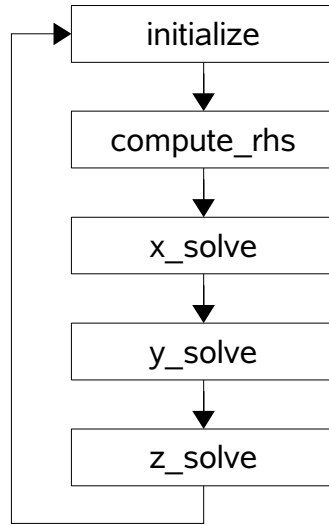 initialize
compute_rhs
x_solve
y_solve
z_solve